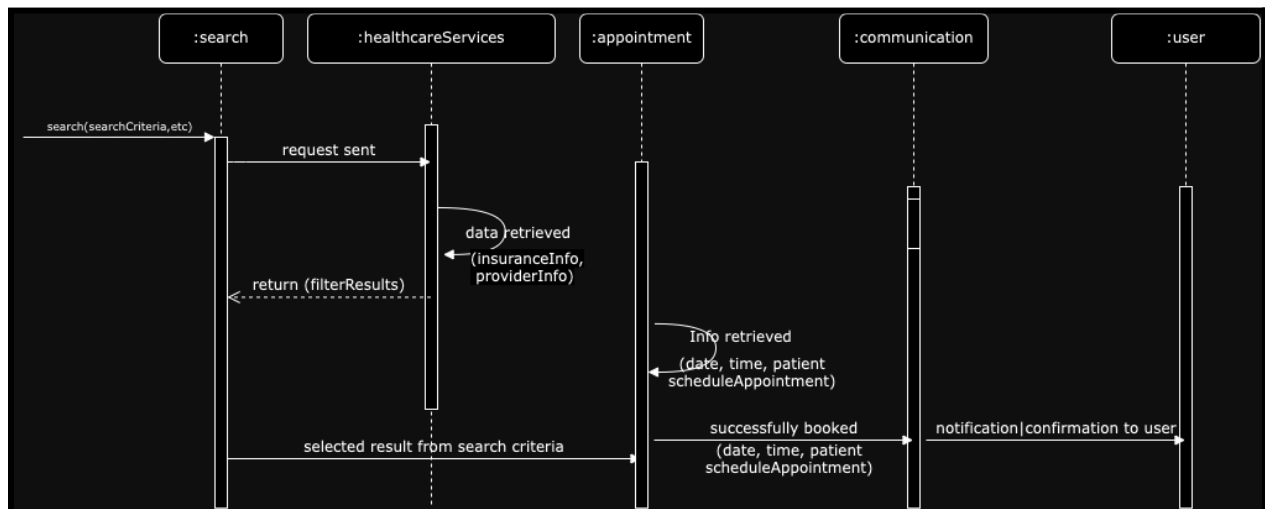 :search
:healthcareServices
:appointment
:communication
:user
search(searchCriteria,etc)
request sent
data retrieved
(insuranceInfo,
providerInfo)
return (filterResults)
Info retrieved
(date, time, patient
scheduleAppointment)
successfully booked
notification|confirmation to user
selected result from search criteria
(date, time, patient
scheduleAppointment)